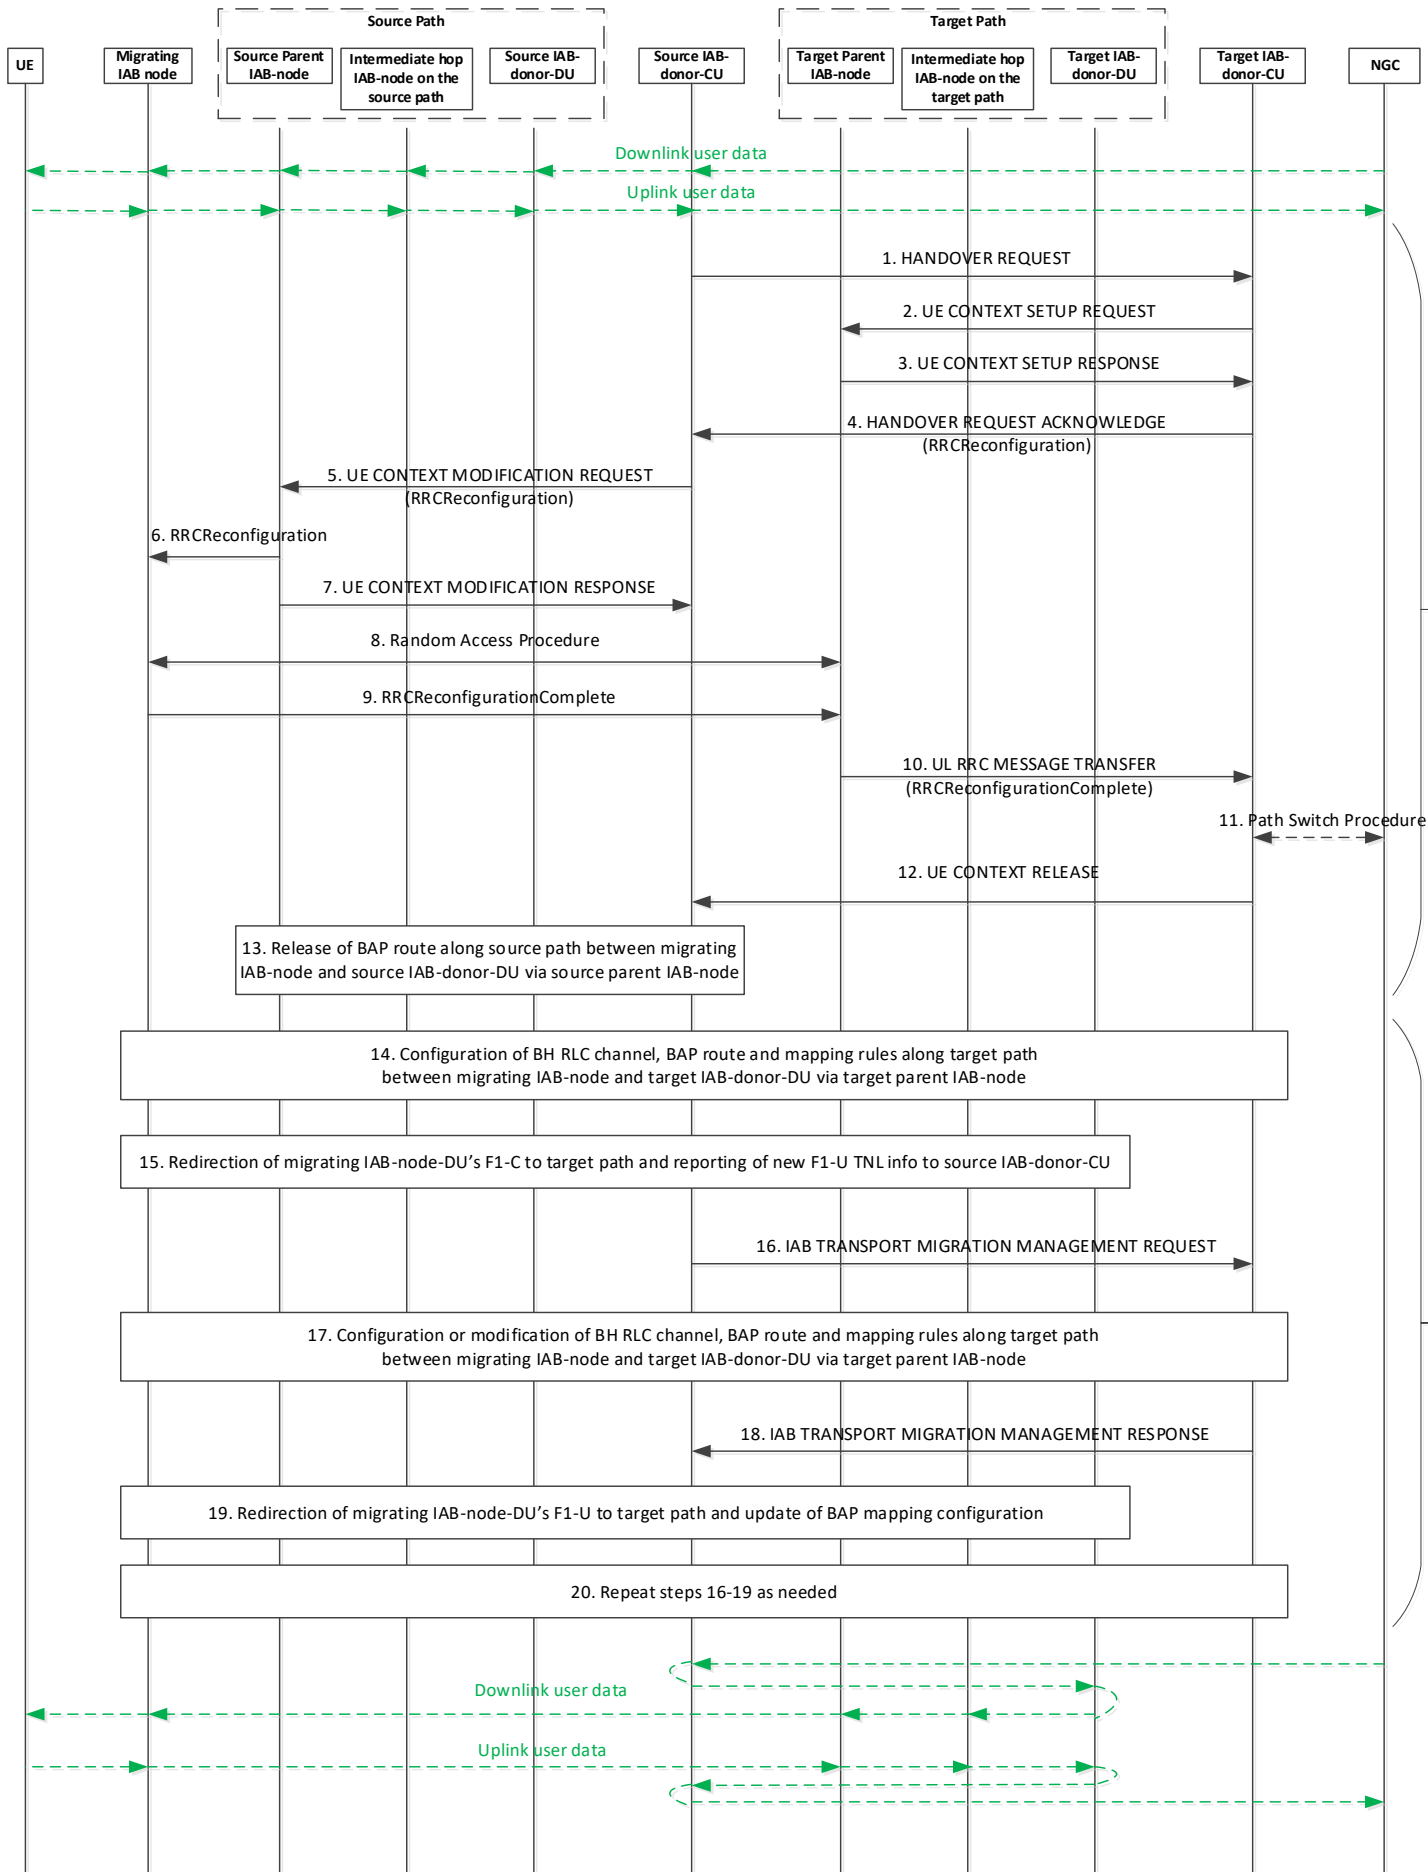 Source Path
Target Path
UE
Migrating
IAB node
Source Parent
IAB-node
Intermediate hop
IAB-node on the
source path
Source IAB-
donor-DU
Source IAB-
donor-CU
Target Parent
IAB-node
Intermediate hop
IAB-node on the
target path
Target IAB-
donor-DU
Target IAB-
donor-CU
NGC
Downlink user data
Uplink user data
1. HANDOVER REQUEST
2. UE CONTEXT SETUP REQUEST
3. UE CONTEXT SETUP RESPONSE
4. HANDOVER REQUEST ACKNOWLEDGE
(RRCReconfiguration)
5. UE CONTEXT MODIFICATION REQUEST
(RRCReconfiguration)
6. RRCReconfiguration
7. UE CONTEXT MODIFICATION RESPONSE
8. Random Access Procedure
9. RRCReconfigurationComplete
10. UL RRC MESSAGE TRANSFER
(RRCReconfigurationComplete)
11. Path Switch Procedure
12. UE CONTEXT RELEASE
13. Release of BAP route along source path between migrating
IAB-node and source IAB-donor-DU via source parent IAB-node
14. Configuration of BH RLC channel, BAP route and mapping rules along target path
between migrating IAB-node and target IAB-donor-DU via target parent IAB-node
15. Redirection of migrating IAB-node-DU’s F1-C to target path and reporting of new F1-U TNL info to source IAB-donor-CU
16. IAB TRANSPORT MIGRATION MANAGEMENT REQUEST
17. Configuration or modification of BH RLC channel, BAP route and mapping rules along target path
between migrating IAB-node and target IAB-donor-DU via target parent IAB-node
18. IAB TRANSPORT MIGRATION MANAGEMENT RESPONSE
19. Redirection of migrating IAB-node-DU’s F1-U to target path and update of BAP mapping configuration
20. Repeat steps 16-19 as needed
Downlink user data
Uplink user data